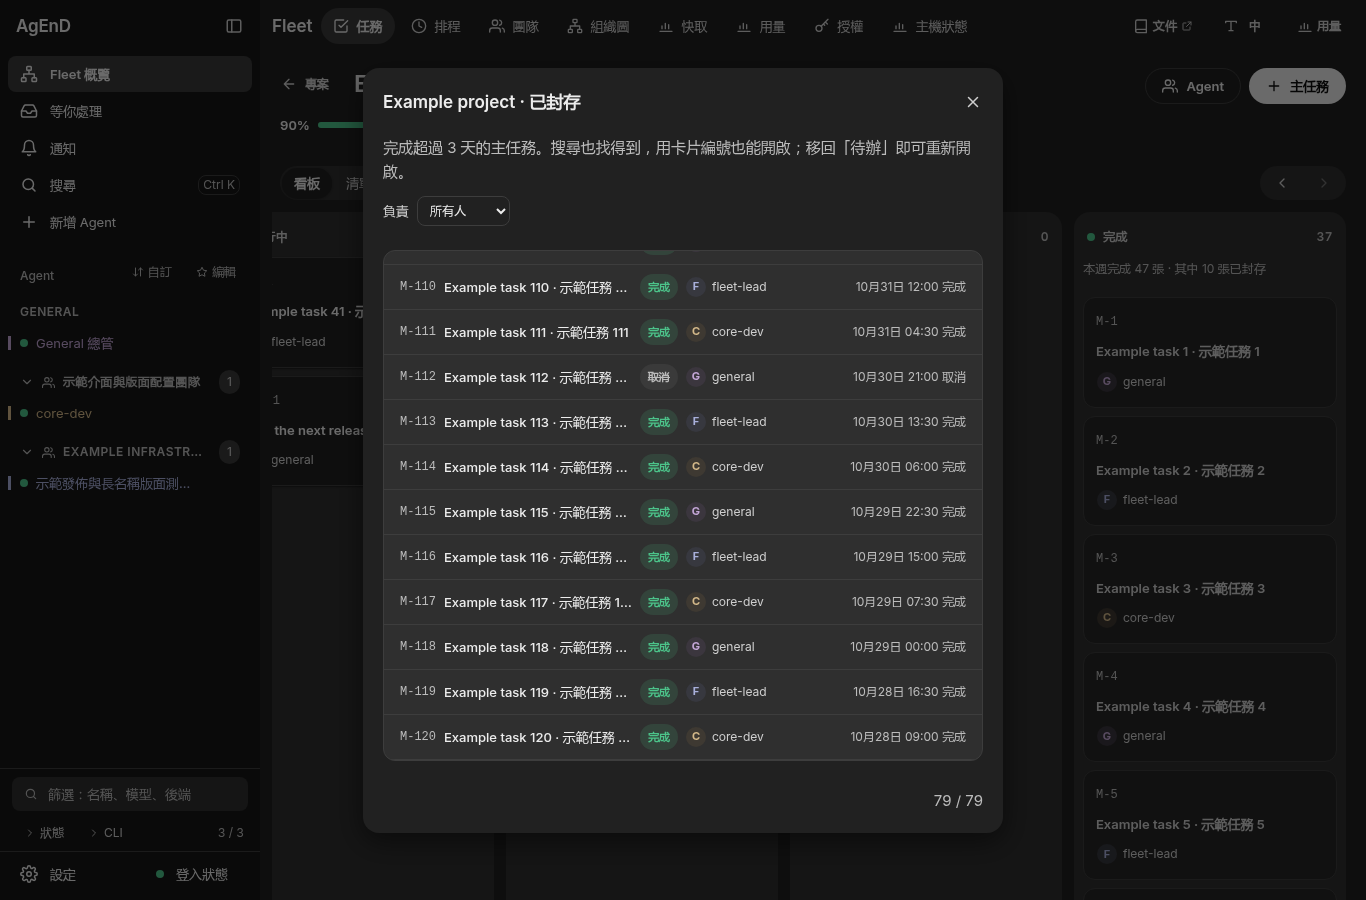 AgEnD
Fleet 概覽
等你處理
通知
搜尋
Ctrl K
新增 Agent
Agent
自訂
編輯
GENERAL
General 總管
示範介面與版面配置團隊
1
core-dev
EXAMPLE INFRASTR...
1
示範發佈與長名稱版面測...
篩選：名稱、模型、後端
狀態
CLI
3 / 3
設定
登入狀態
Fleet
任務
排程
團隊
組織圖
快取
用量
授權
主機狀態
文件
中
用量
專案
Agent
主任務
90%
看板
Example project · 已封存
完成超過 3 天的主任務。搜尋也找得到，用卡片編號也能開啟；移回「待辦」即可重新開
啟。
負責
所有人
M-110 Example task 110 · 示範任務 ... 完成 F fleet-lead 10月31日 12:00 完成
M-111 Example task 111 · 示範任務 111 完成 C core-dev 10月31日 04:30 完成
M-112 Example task 112 · 示範任務 ... 取消 G general 10月30日 21:00 取消
M-113 Example task 113 · 示範任務 ... 完成 F fleet-lead 10月30日 13:30 完成
M-114 Example task 114 · 示範任務 ... 完成 C core-dev 10月30日 06:00 完成
M-115 Example task 115 · 示範任務 ... 完成 G general 10月29日 22:30 完成
M-116 Example task 116 · 示範任務 ... 完成 F fleet-lead 10月29日 15:00 完成
M-117 Example task 117 · 示範任務 1... 完成 C core-dev 10月29日 07:30 完成
M-118 Example task 118 · 示範任務 ... 完成 G general 10月29日 00:00 完成
M-119 Example task 119 · 示範任務 ... 完成 F fleet-lead 10月28日 16:30 完成
M-120 Example task 120 · 示範任務 ... 完成 C core-dev 10月28日 09:00 完成
79 / 79
中
mple task 41
fleet-lead
1
the next releas
general
0
完成
37
本週完成 47 張 · 其中 10 張已封存
M-1
Example task 1 · 示範任務 1
G general
M-2
Example task 2 · 示範任務 2
F fleet-lead
M-3
Example task 3 · 示範任務 3
C core-dev
M-4
Example task 4 · 示範任務 4
G general
M-5
Example task 5 · 示範任務 5
F fleet-lead